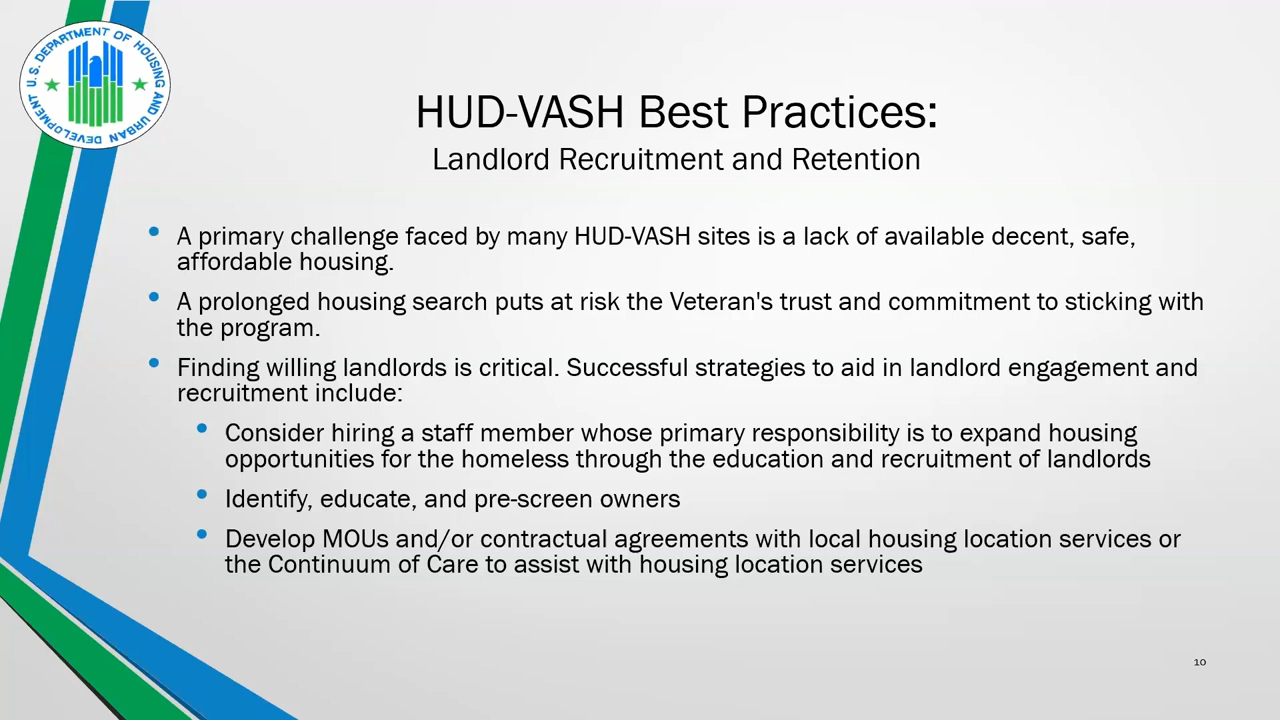 U.S. DEPARTMENT OF HOUSING AND URBAN DEVELOPMENT
HUD-VASH Best Practices:
Landlord Recruitment and Retention
• A primary challenge faced by many HUD-VASH sites is a lack of available decent, safe,
affordable housing.
• A prolonged housing search puts at risk the Veteran's trust and commitment to sticking with
the program.
• Finding willing landlords is critical. Successful strategies to aid in landlord engagement and
recruitment include:
• Consider hiring a staff member whose primary responsibility is to expand housing
opportunities for the homeless through the education and recruitment of landlords
• Identify, educate, and pre-screen owners
• Develop MOUs and/or contractual agreements with local housing location services or
the Continuum of Care to assist with housing location services
10